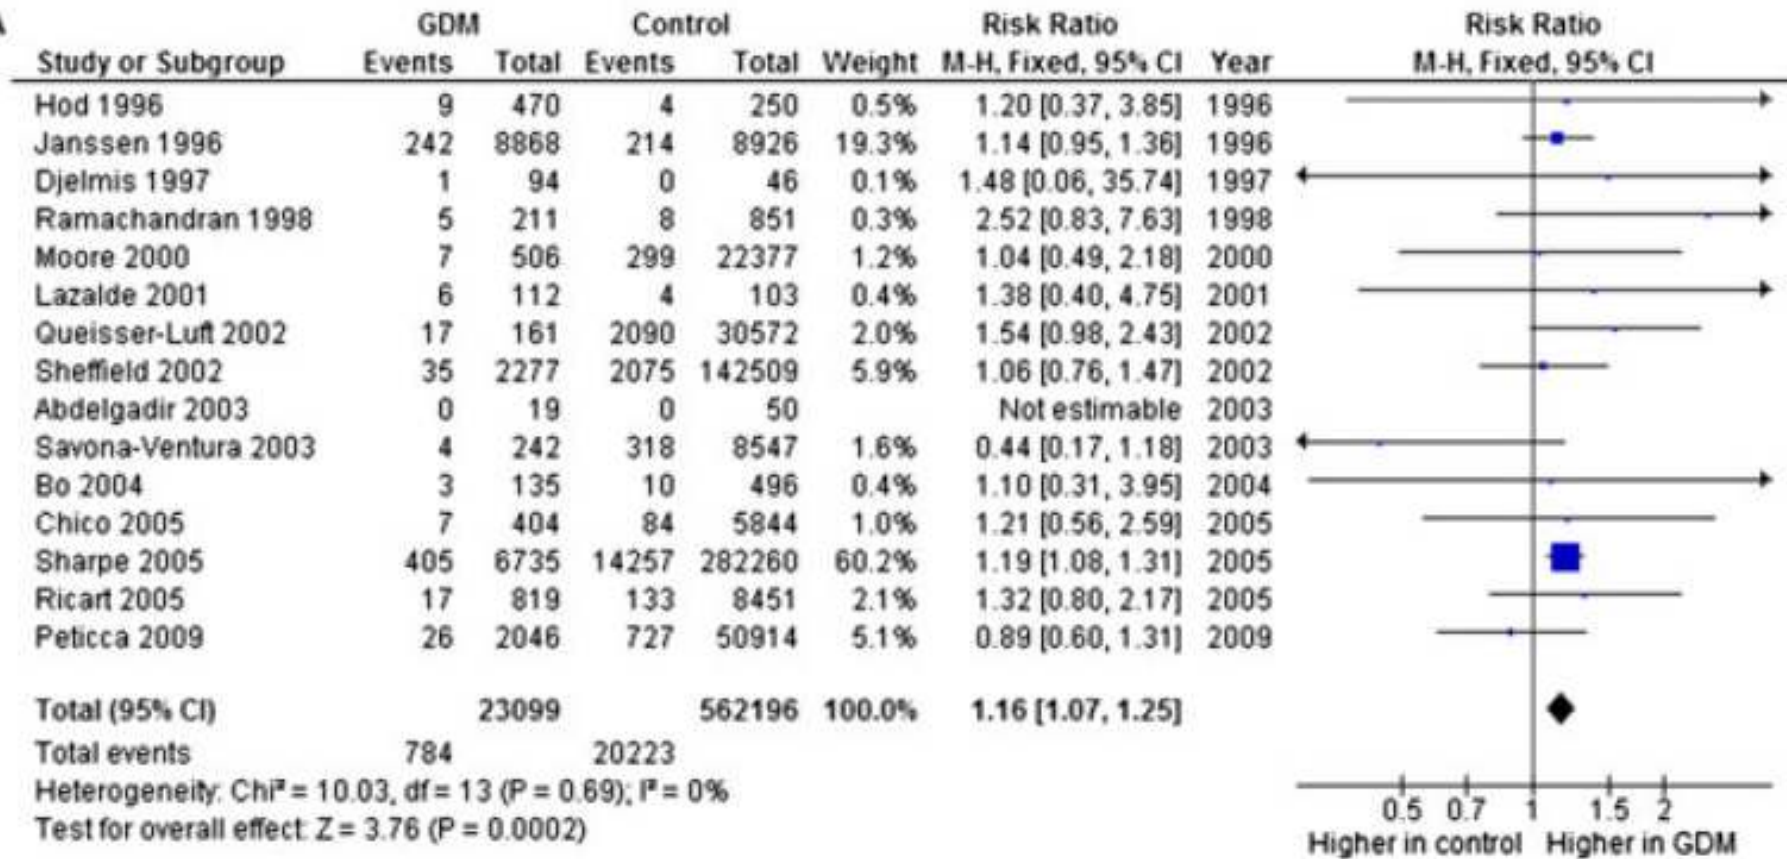 A
GDM Control Risk Ratio Risk Ratio
Study or Subgroup Events Total Events Total Weight M-H, Fixed, 95% CI Year M-H, Fixed, 95% CI
Hod 1996 9 470 4 250 0.5% 1.20 [0.37, 3.85] 1996
Janssen 1996 242 8868 214 8926 19.3% 1.14 [0.95, 1.36] 1996
Djelmis 1997 1 94 0 46 0.1% 1.48 [0.06, 35.74] 1997
Ramachandran 1998 5 211 8 851 0.3% 2.52 [0.83, 7.63] 1998
Moore 2000 7 506 299 22377 1.2% 1.04 [0.49, 2.18] 2000
Lazalde 2001 6 112 4 103 0.4% 1.38 [0.40, 4.75] 2001
Queisser-Luft 2002 17 161 2090 30572 2.0% 1.54 [0.98, 2.43] 2002
Sheffield 2002 35 2277 2075 142509 5.9% 1.06 [0.76, 1.47] 2002
Abdelgadir 2003 0 19 0 50 Not estimable 2003
Savona-Ventura 2003 4 242 318 8547 1.6% 0.44 [0.17, 1.18] 2003
Bo 2004 3 135 10 496 0.4% 1.10 [0.31, 3.95] 2004
Chico 2005 7 404 84 5844 1.0% 1.21 [0.56, 2.59] 2005
Sharpe 2005 405 6735 14257 282260 60.2% 1.19 [1.08, 1.31] 2005
Ricart 2005 17 819 133 8451 2.1% 1.32 [0.80, 2.17] 2005
Peticca 2009 26 2046 727 50914 5.1% 0.89 [0.60, 1.31] 2009
Total (95% CI) 23099 562196 100.0% 1.16 [1.07, 1.25]
Total events 784 20223
Heterogeneity: Chi² = 10.03, df = 13 (P = 0.69); I² = 0%
Test for overall effect: Z = 3.76 (P = 0.0002)
0.5 0.7 1 1.5 2
Higher in control Higher in GDM